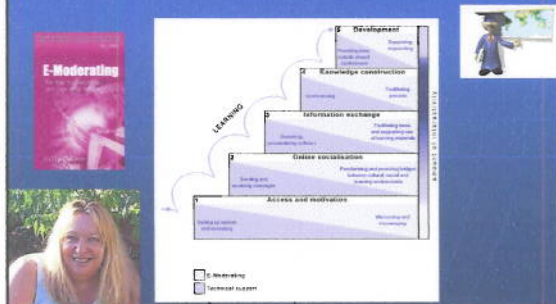 E-Moderating
5 Development
Supporting,
responding
Providing links
outside closed
conferences
4 Knowledge construction
Facilitating
process
Conferencing
3 Information exchange
Facilitating tasks
and supporting use
of learning materials
Searching,
personalising software
2 Online socialisation
Familiarising and providing bridges
between cultural, social and
learning environments
Sending and
receiving messages
1 Access and motivation
Welcoming and
encouraging
Setting up system
and accessing
LEARNING
amount of interactivity
E-Moderating
Technical support